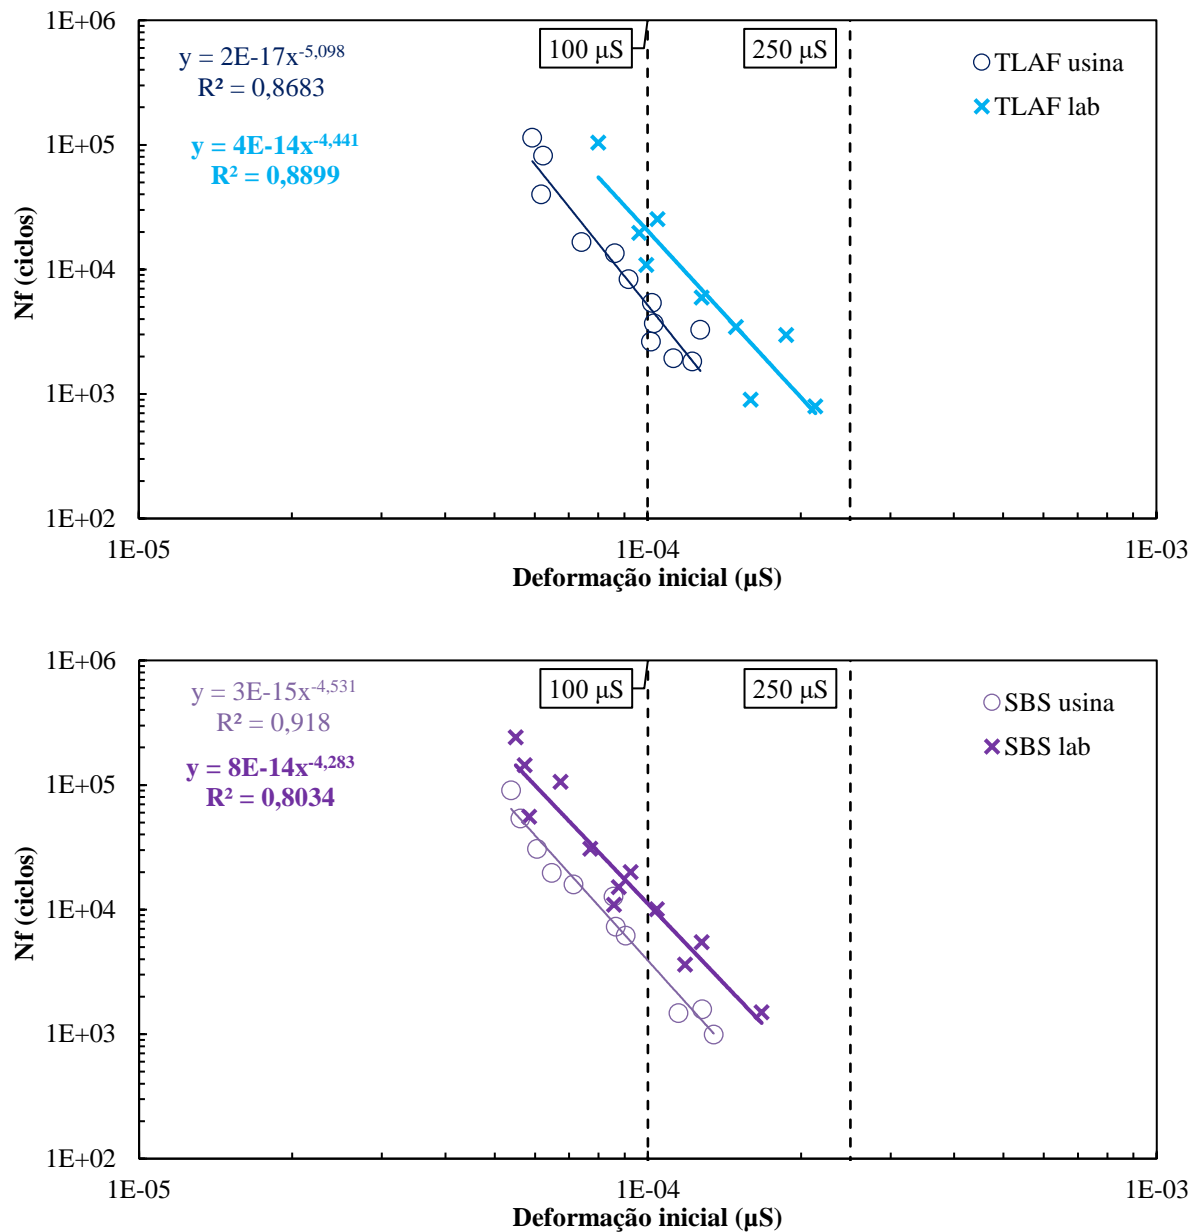 1E+06
1E+05
1E+04
1E+03
1E+02
Nf (ciclos)
y = 2E-17x-5,098
R² = 0,8683
y = 4E-14x-4,441
R² = 0,8899
100 µS
250 µS
TLAF usina
TLAF lab
1E-05
1E-04
1E-03
Deformação inicial (µS)
1E+06
1E+05
1E+04
1E+03
1E+02
Nf (ciclos)
y = 3E-15x-4,531
R² = 0,918
y = 8E-14x-4,283
R² = 0,8034
100 µS
250 µS
SBS usina
SBS lab
1E-05
1E-04
1E-03
Deformação inicial (µS)